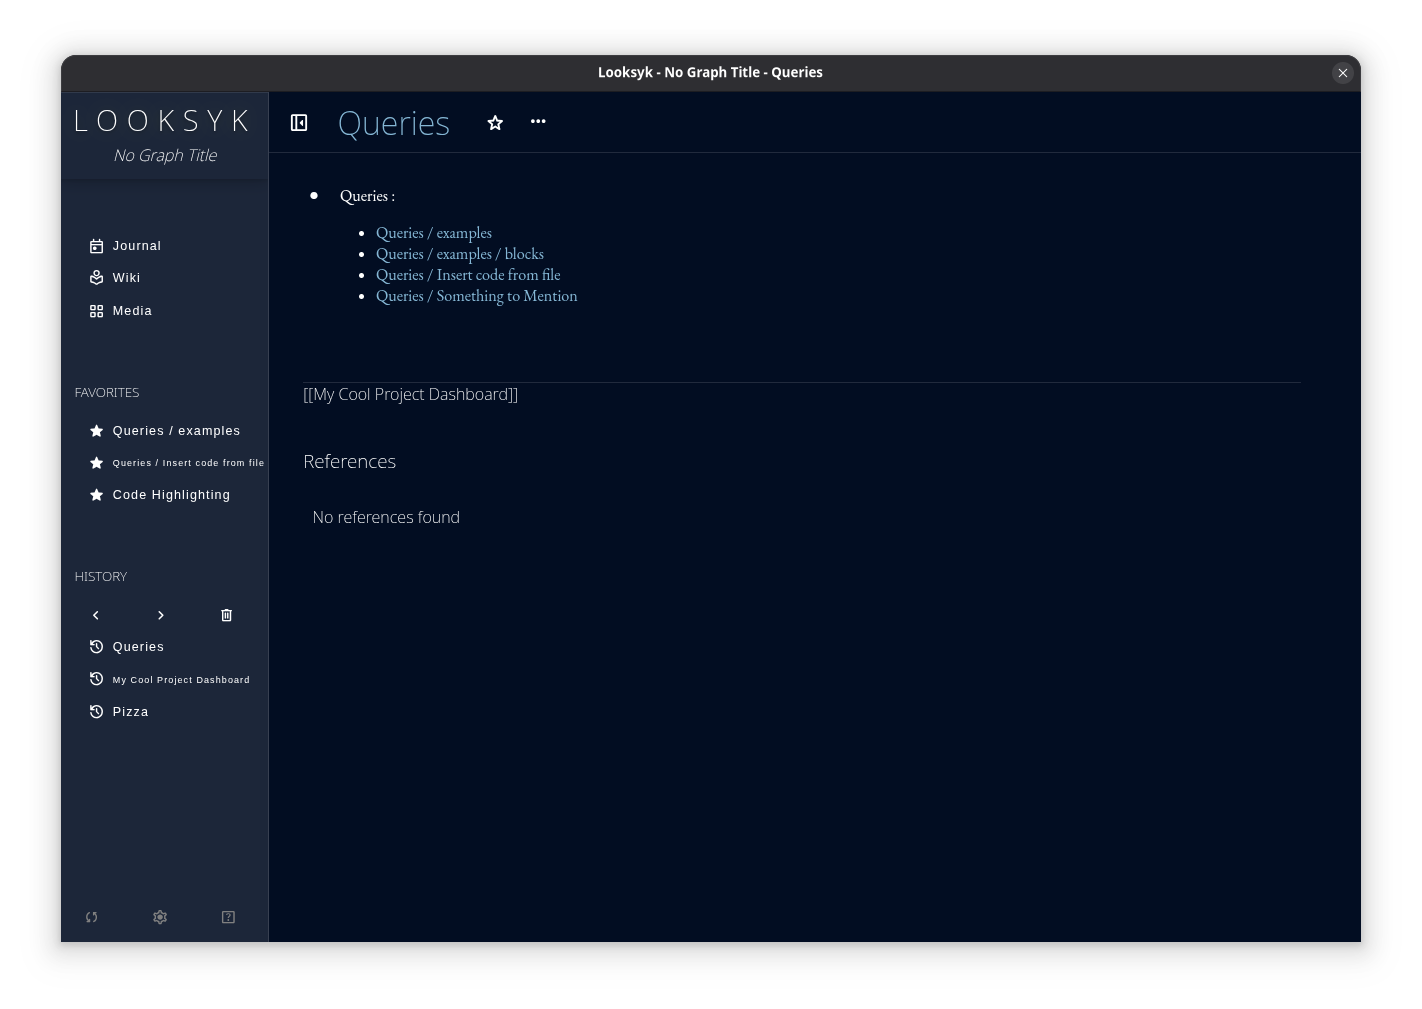 Looksyk - No Graph Title - Queries
LOOKSYK
No Graph Title
Journal
Wiki
Media
FAVORITES
Queries / examples
Queries / Insert code from file
Code Highlighting
HISTORY
Queries
My Cool Project Dashboard
Pizza
Queries
Queries :
Queries / examples
Queries / examples / blocks
Queries / Insert code from file
Queries / Something to Mention
[[My Cool Project Dashboard]]
References
No references found